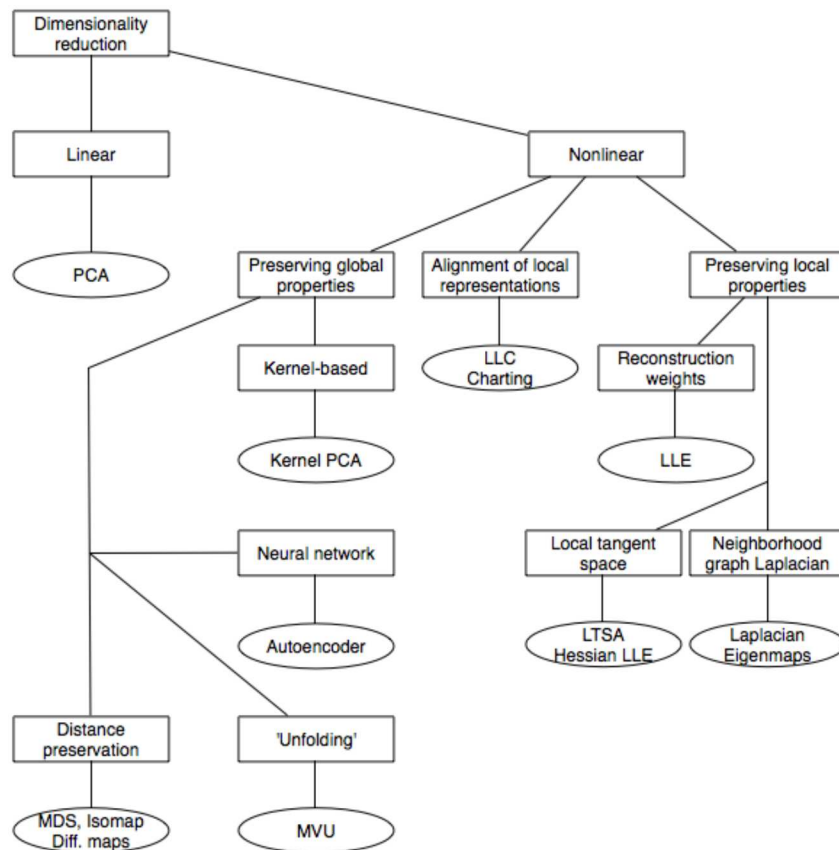 Dimensionality
reduction
Linear
Nonlinear
PCA
Preserving global
properties
Alignment of local
representations
Preserving local
properties
Kernel-based
LLC
Charting
Reconstruction
weights
Kernel PCA
LLE
Neural network
Local tangent
space
Neighborhood
graph Laplacian
Autoencoder
LTSA
Hessian LLE
Laplacian
Eigenmaps
Distance
preservation
'Unfolding'
MDS, Isomap
Diff. maps
MVU